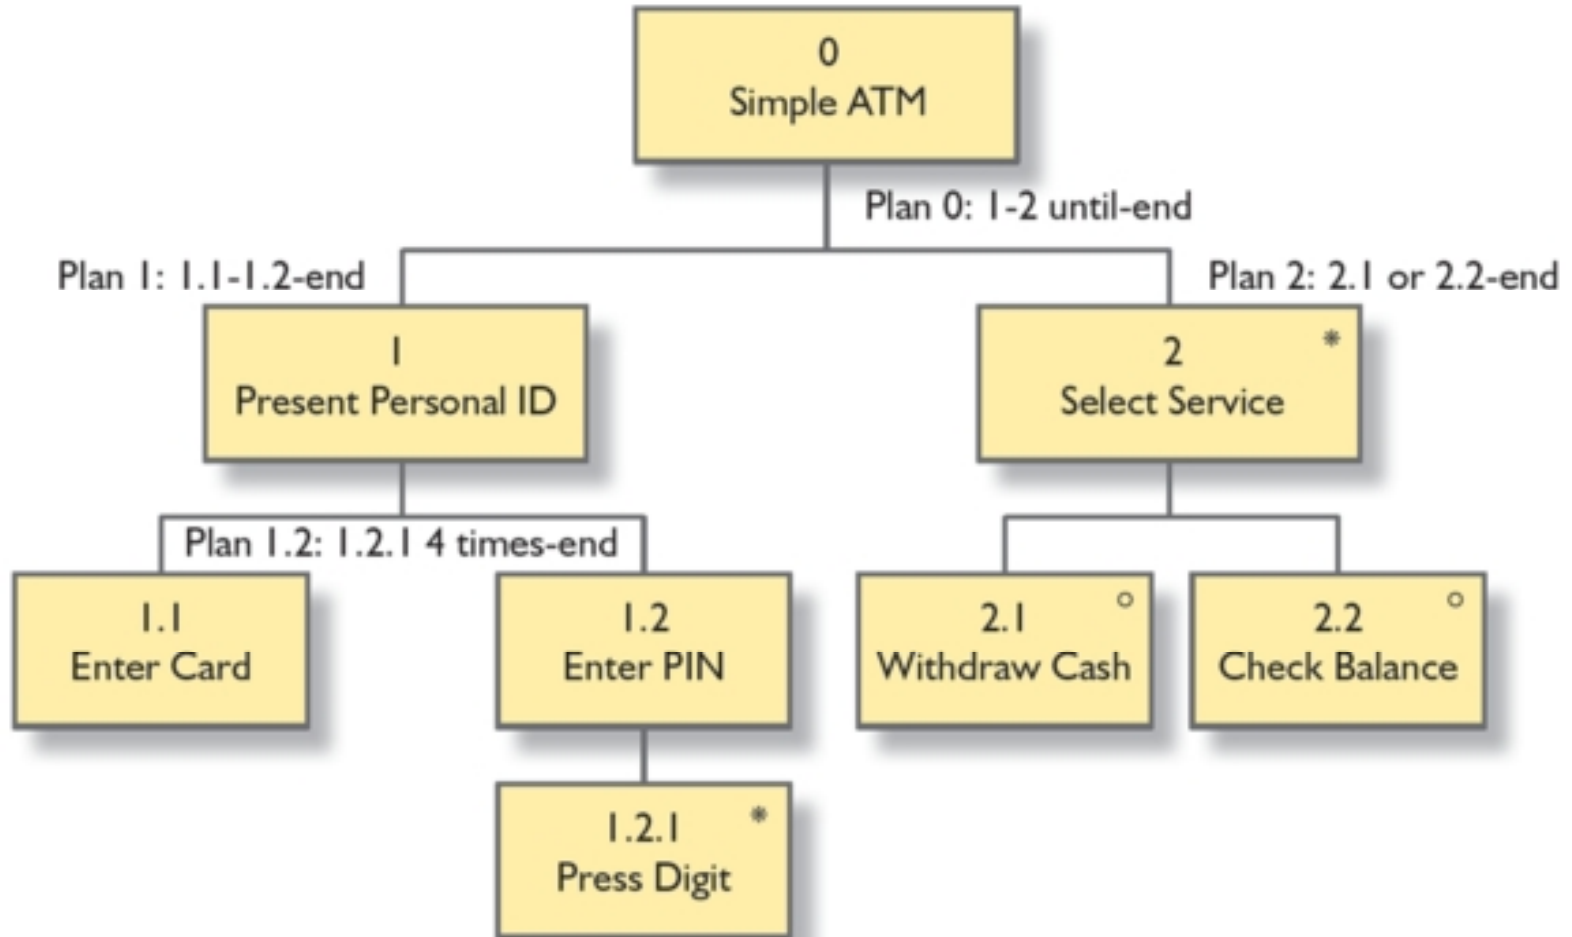 0
Simple ATM
Plan 0: 1-2 until-end
Plan 1: 1.1-1.2-end
Plan 2: 2.1 or 2.2-end
1
Present Personal ID
2 *
Select Service
Plan 1.2: 1.2.1 4 times-end
1.1
Enter Card
1.2
Enter PIN
2.1
Withdraw Cash
2.2
Check Balance
1.2.1 *
Press Digit